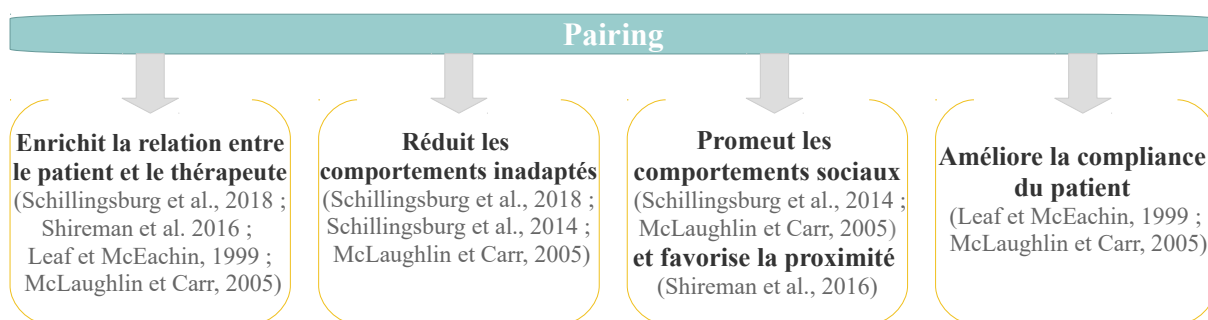 Pairing
Enrichit la relation entre
le patient et le thérapeute
(Schillingsburg et al., 2018 ;
Shireman et al. 2016 ;
Leaf et McEachin, 1999 ;
McLaughlin et Carr, 2005)
Réduit les
comportements inadaptés
(Schillingsburg et al., 2018 ;
Schillingsburg et al., 2014 ;
McLaughlin et Carr, 2005)
Promeut les
comportements sociaux
(Schillingsburg et al., 2014 ;
McLaughlin et Carr, 2005)
et favorise la proximité
(Shireman et al., 2016)
Améliore la compliance
du patient
(Leaf et McEachin, 1999 ;
McLaughlin et Carr, 2005)